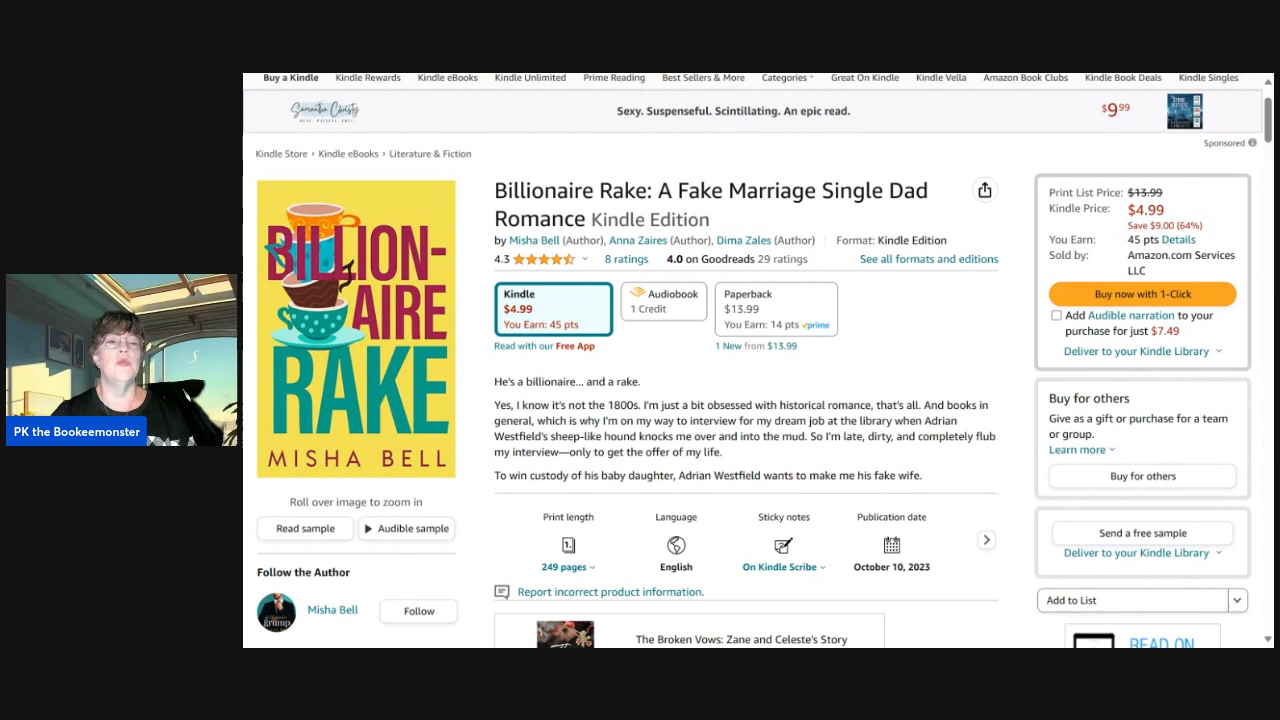 Buy a Kindle Kindle Rewards Kindle eBooks Kindle Unlimited Prime Reading Best Sellers & More Categories Great On Kindle Kindle Vella Amazon Book Clubs Kindle Book Deals Kindle Singles
Samantha Christy
Sexy. Suspenseful. Scintillating. An epic read.
$9 99
Sponsored
Kindle Store › Kindle eBooks › Literature & Fiction
BILLION-
AIRE
RAKE
MISHA BELL
Roll over image to zoom in
Read sample
Audible sample
Follow the Author
Misha Bell
Follow
Billionaire Rake: A Fake Marriage Single Dad
Romance Kindle Edition
by Misha Bell (Author), Anna Zaires (Author), Dima Zales (Author) Format: Kindle Edition
4.3 8 ratings 4.0 on Goodreads 29 ratings See all formats and editions
Kindle
$4.99
You Earn: 45 pts
Audiobook
1 Credit
Paperback
$13.99
You Earn: 14 pts prime
Read with our Free App
1 New from $13.99
He's a billionaire... and a rake.
Yes, I know it's not the 1800s. I'm just a bit obsessed with historical romance, that's all. And books in
general, which is why I'm on my way to interview for my dream job at the library when Adrian
Westfield's sheep-like hound knocks me over and into the mud. So I'm late, dirty, and completely flub
my interview—only to get the offer of my life.
To win custody of his baby daughter, Adrian Westfield wants to make me his fake wife.
Print length
249 pages
Language
English
Sticky notes
On Kindle Scribe
Publication date
October 10, 2023
Report incorrect product information.
The Broken Vows: Zane and Celeste's Story
Print List Price: $13.99
Kindle Price: $4.99
Save $9.00 (64%)
You Earn: 45 pts Details
Sold by: Amazon.com Services
LLC
Buy now with 1-Click
Add Audible narration to your
purchase for just $7.49
Deliver to your Kindle Library
Buy for others
Give as a gift or purchase for a team
or group.
Learn more
Buy for others
Send a free sample
Deliver to your Kindle Library
Add to List
READ ON
PK the Bookeemonster